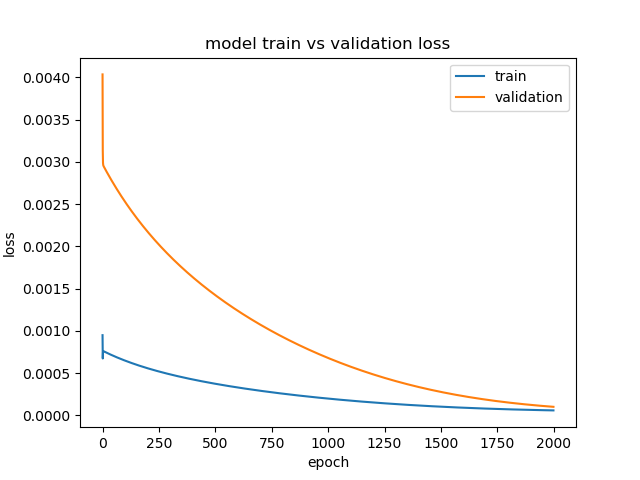 model train vs validation loss
train
validation
0.0040
0.0035
0.0030
0.0025
0.0020
0.0015
0.0010
0.0005
0.0000
loss
0 250 500 750 1000 1250 1500 1750 2000
epoch